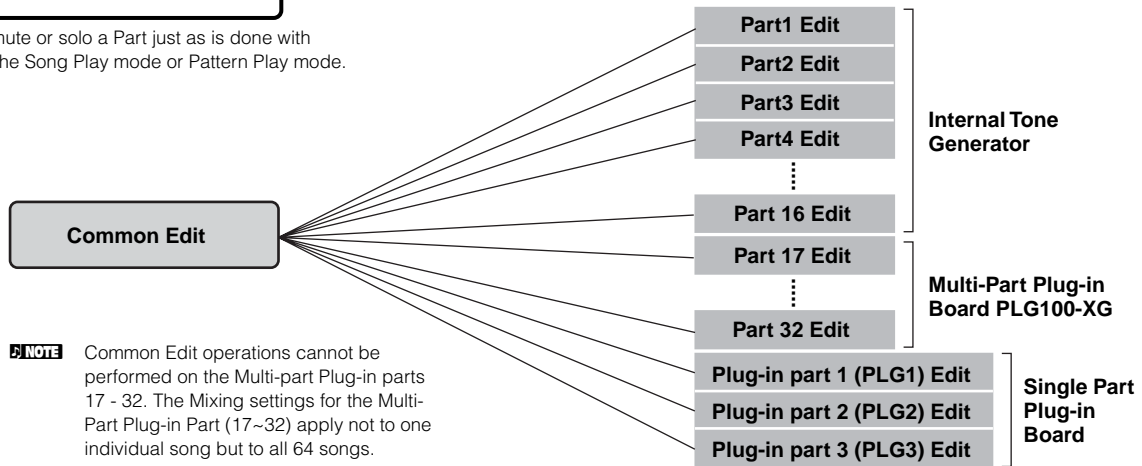 nute or solo a Part just as is done with
he Song Play mode or Pattern Play mode.
Common Edit
Part1 Edit
Part2 Edit
Part3 Edit
Part4 Edit
Part 16 Edit
Internal Tone
Generator
Part 17 Edit
Part 32 Edit
Multi-Part Plug-in
Board PLG100-XG
Plug-in part 1 (PLG1) Edit
Plug-in part 2 (PLG2) Edit
Plug-in part 3 (PLG3) Edit
Single Part
Plug-in
Board
NOTE Common Edit operations cannot be
performed on the Multi-part Plug-in parts
17 - 32. The Mixing settings for the Multi-
Part Plug-in Part (17~32) apply not to one
individual song but to all 64 songs.